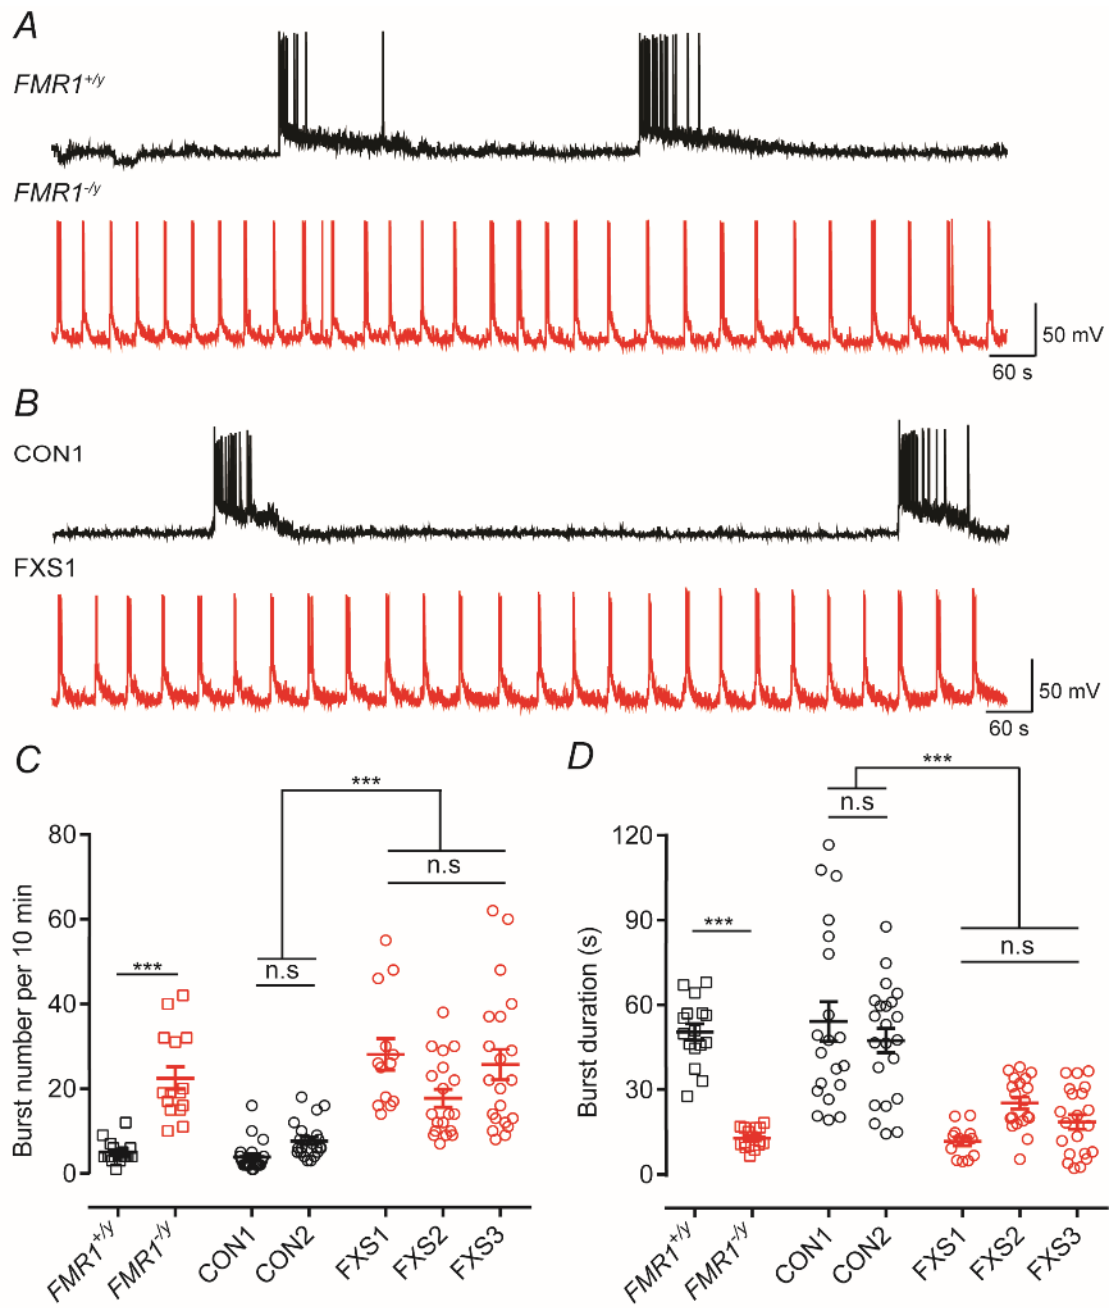 A
FMR1+/y
FMR1-/y
50 mV
60 s
B
CON1
FXS1
50 mV
60 s
C
***
n.s
***
n.s
80
60
40
20
0
Burst number per 10 min
FMR1+/y
FMR1-/y
CON1
CON2
FXS1
FXS2
FXS3
D
***
n.s
***
n.s
120
90
60
30
0
Burst duration (s)
FMR1+/y
FMR1-/y
CON1
CON2
FXS1
FXS2
FXS3